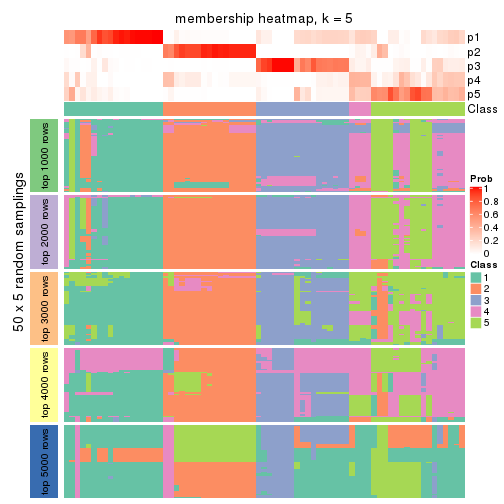 membership heatmap, k = 5
p1
p2
p3
p4
p5
Class
50 x 5 random samplings
top 1000 rows
top 2000 rows
top 3000 rows
top 4000 rows
top 5000 rows
Prob
1
0.8
0.6
0.4
0.2
0
Class
1
2
3
4
5